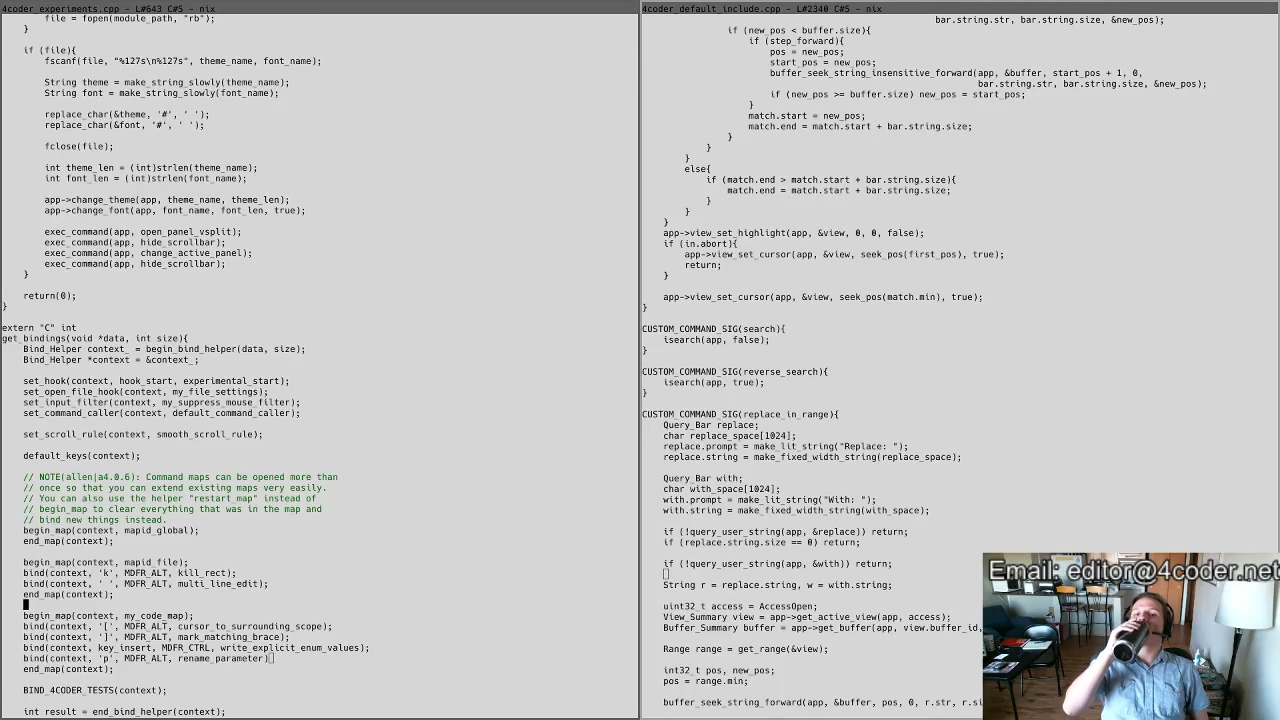 4coder_experiments.cpp - L#643 C#5 - nix
file = fopen(module_path, "rb");
}
if (file){
fscanf(file, "%127s\n%127s", theme_name, font_name);
String theme = make_string_slowly(theme_name);
String font = make_string_slowly(font_name);
replace_char(&theme, '#', ' ');
replace_char(&font, '#', ' ');
fclose(file);
int theme_len = (int)strlen(theme_name);
int font_len = (int)strlen(font_name);
app->change_theme(app, theme_name, theme_len);
app->change_font(app, font_name, font_len, true);
exec_command(app, open_panel_vsplit);
exec_command(app, hide_scrollbar);
exec_command(app, change_active_panel);
exec_command(app, hide_scrollbar);
}
return(0);
}
extern "C" int
get_bindings(void *data, int size){
Bind_Helper context_ = begin_bind_helper(data, size);
Bind_Helper *context = &context_;
set_hook(context, hook_start, experimental_start);
set_open_file_hook(context, my_file_settings);
set_input_filter(context, my_suppress_mouse_filter);
set_command_caller(context, default_command_caller);
set_scroll_rule(context, smooth_scroll_rule);
default_keys(context);
// NOTE(allen|a4.0.6): Command maps can be opened more than
// once so that you can extend existing maps very easily.
// You can also use the helper "restart_map" instead of
// begin_map to clear everything that was in the map and
// bind new things instead.
begin_map(context, mapid_global);
end_map(context);
begin_map(context, mapid_file);
bind(context, 'k', MDFR_ALT, kill_rect);
bind(context, ' ', MDFR_ALT, multi_line_edit);
end_map(context);
begin_map(context, my_code_map);
bind(context, '[', MDFR_ALT, cursor_to_surrounding_scope);
bind(context, ']', MDFR_ALT, mark_matching_brace);
bind(context, key_insert, MDFR_CTRL, write_explicit_enum_values);
bind(context, 'p', MDFR_ALT, rename_parameter)
end_map(context);
BIND_4CODER_TESTS(context);
int result = end_bind_helper(context);
4coder_default_include.cpp - L#2340 C#5 - nix
bar.string.str, bar.string.size, &new_pos);
if (new_pos < buffer.size){
if (step_forward){
pos = new_pos;
start_pos = new_pos;
buffer_seek_string_insensitive_forward(app, &buffer, start_pos + 1, 0,
bar.string.str, bar.string.size, &new_pos);
if (new_pos >= buffer.size) new_pos = start_pos;
}
match.start = new_pos;
match.end = match.start + bar.string.size;
}
}
}
else{
if (match.end > match.start + bar.string.size){
match.end = match.start + bar.string.size;
}
}
}
app->view_set_highlight(app, &view, 0, 0, false);
if (in.abort){
app->view_set_cursor(app, &view, seek_pos(first_pos), true);
return;
}
app->view_set_cursor(app, &view, seek_pos(match.min), true);
}
CUSTOM_COMMAND_SIG(search){
isearch(app, false);
}
CUSTOM_COMMAND_SIG(reverse_search){
isearch(app, true);
}
CUSTOM_COMMAND_SIG(replace_in_range){
Query_Bar replace;
char replace_space[1024];
replace.prompt = make_lit_string("Replace: ");
replace.string = make_fixed_width_string(replace_space);
Query_Bar with;
char with_space[1024];
with.prompt = make_lit_string("With: ");
with.string = make_fixed_width_string(with_space);
if (!query_user_string(app, &replace)) return;
if (replace.string.size == 0) return;
if (!query_user_string(app, &with)) return;
String r = replace.string, w = with.string;
uint32_t access = AccessOpen;
View_Summary view = app->get_active_view(app, access);
Buffer_Summary buffer = app->get_buffer(app, view.buffer_id,
Range range = get_range(&view);
int32_t pos, new_pos;
pos = range.min;
buffer_seek_string_forward(app, &buffer, pos, 0, r.str, r.si
Email: editor@4coder.net